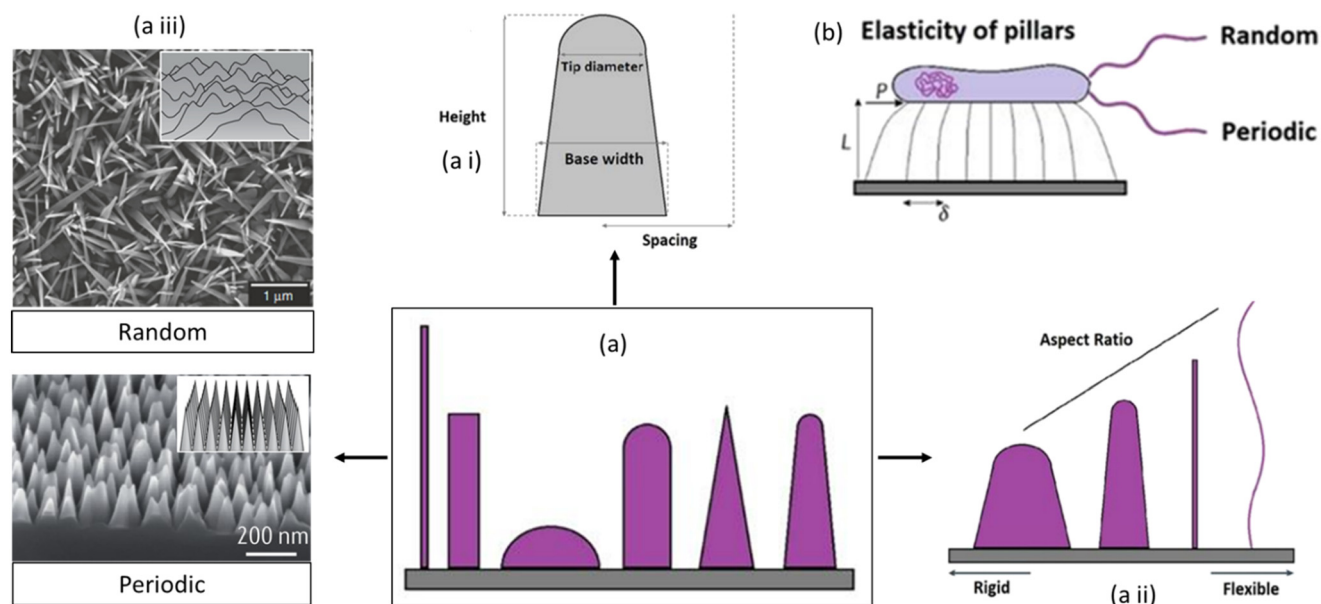 (a iii)
1 μm
Random
200 nm
Periodic
Tip diameter
Height
(a i)
Base width
Spacing
(a)
(b) Elasticity of pillars
Random
P
Periodic
L
δ
Aspect Ratio
Rigid
(a ii)
Flexible